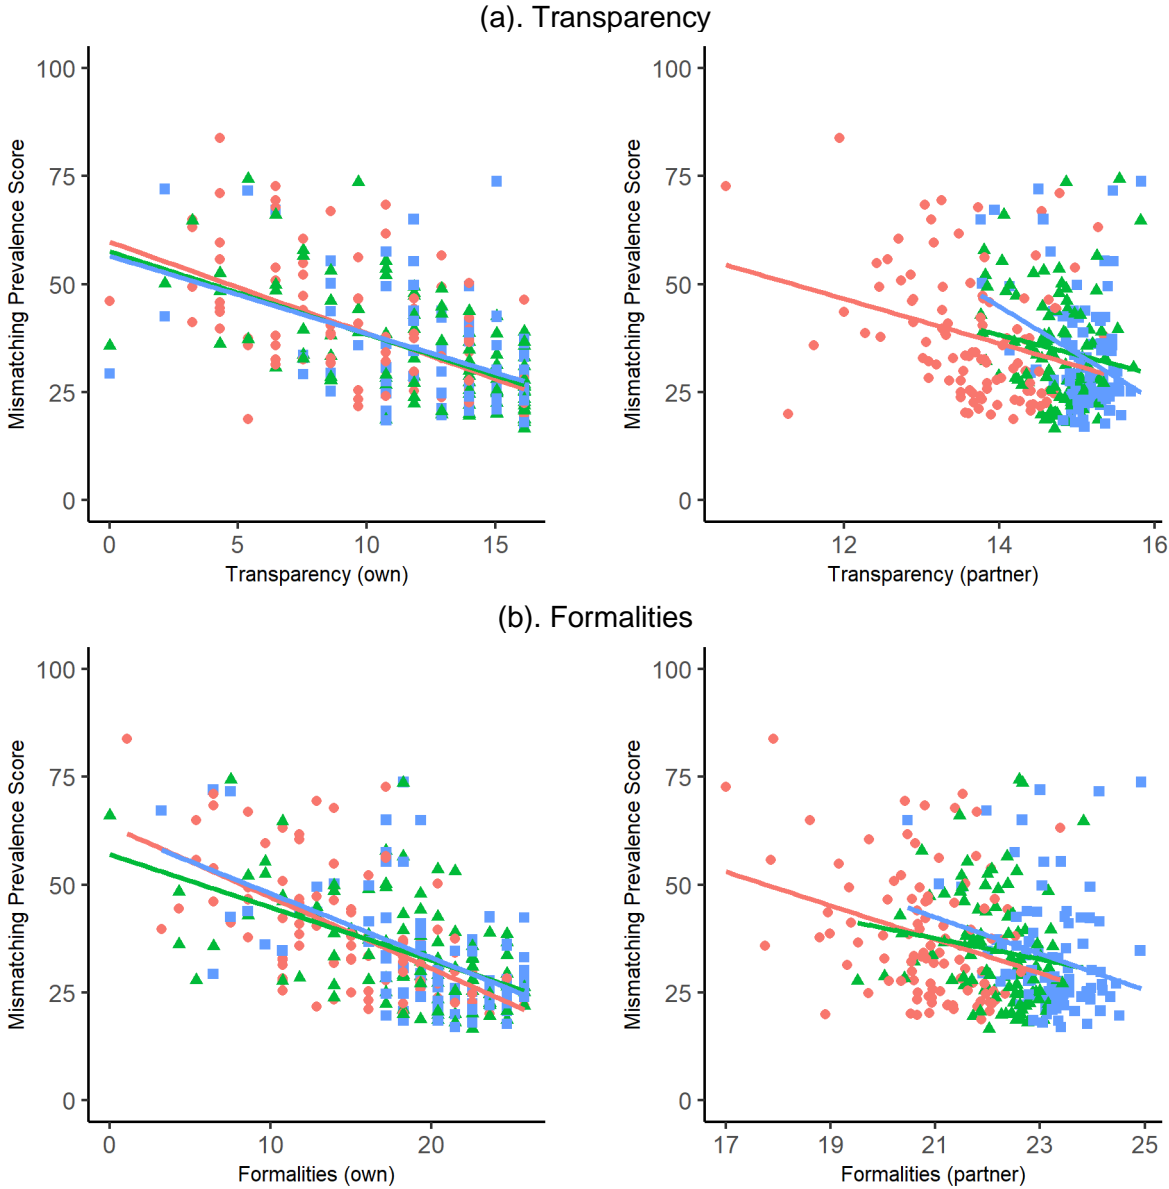 (a). Transparency
100
75
50
25
0
Mismatching Prevalence Score
0 5 10 15
Transparency (own)
100
75
50
25
0
Mismatching Prevalence Score
12 14 16
Transparency (partner)
(b). Formalities
100
75
50
25
0
Mismatching Prevalence Score
0 10 20
Formalities (own)
100
75
50
25
0
Mismatching Prevalence Score
17 19 21 23 25
Formalities (partner)